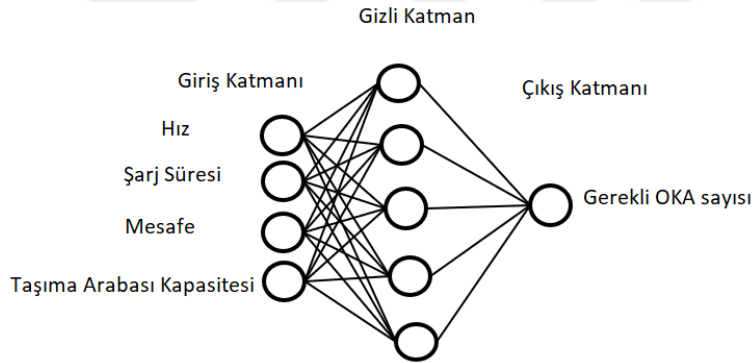 Gizli Katman
Giriş Katmanı
Çıkış Katmanı
Hız
Şarj Süresi
Mesafe
Taşıma Arabası Kapasitesi
Gerekli OKA sayısı